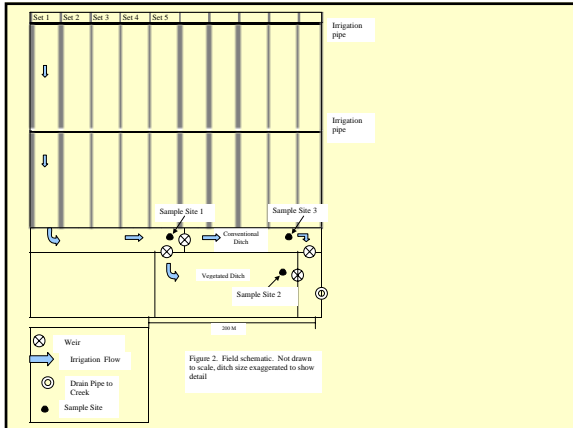 Set 1 Set 2 Set 3 Set 4 Set 5
Irrigation
pipe
Irrigation
pipe
Sample Site 1
Sample Site 3
Conventional
Ditch
Vegetated Ditch
Sample Site 2
200 M
Weir
Irrigation Flow
Drain Pipe to
Creek
Sample Site
Figure 2. Field schematic. Not drawn
to scale, ditch size exaggerated to show
detail